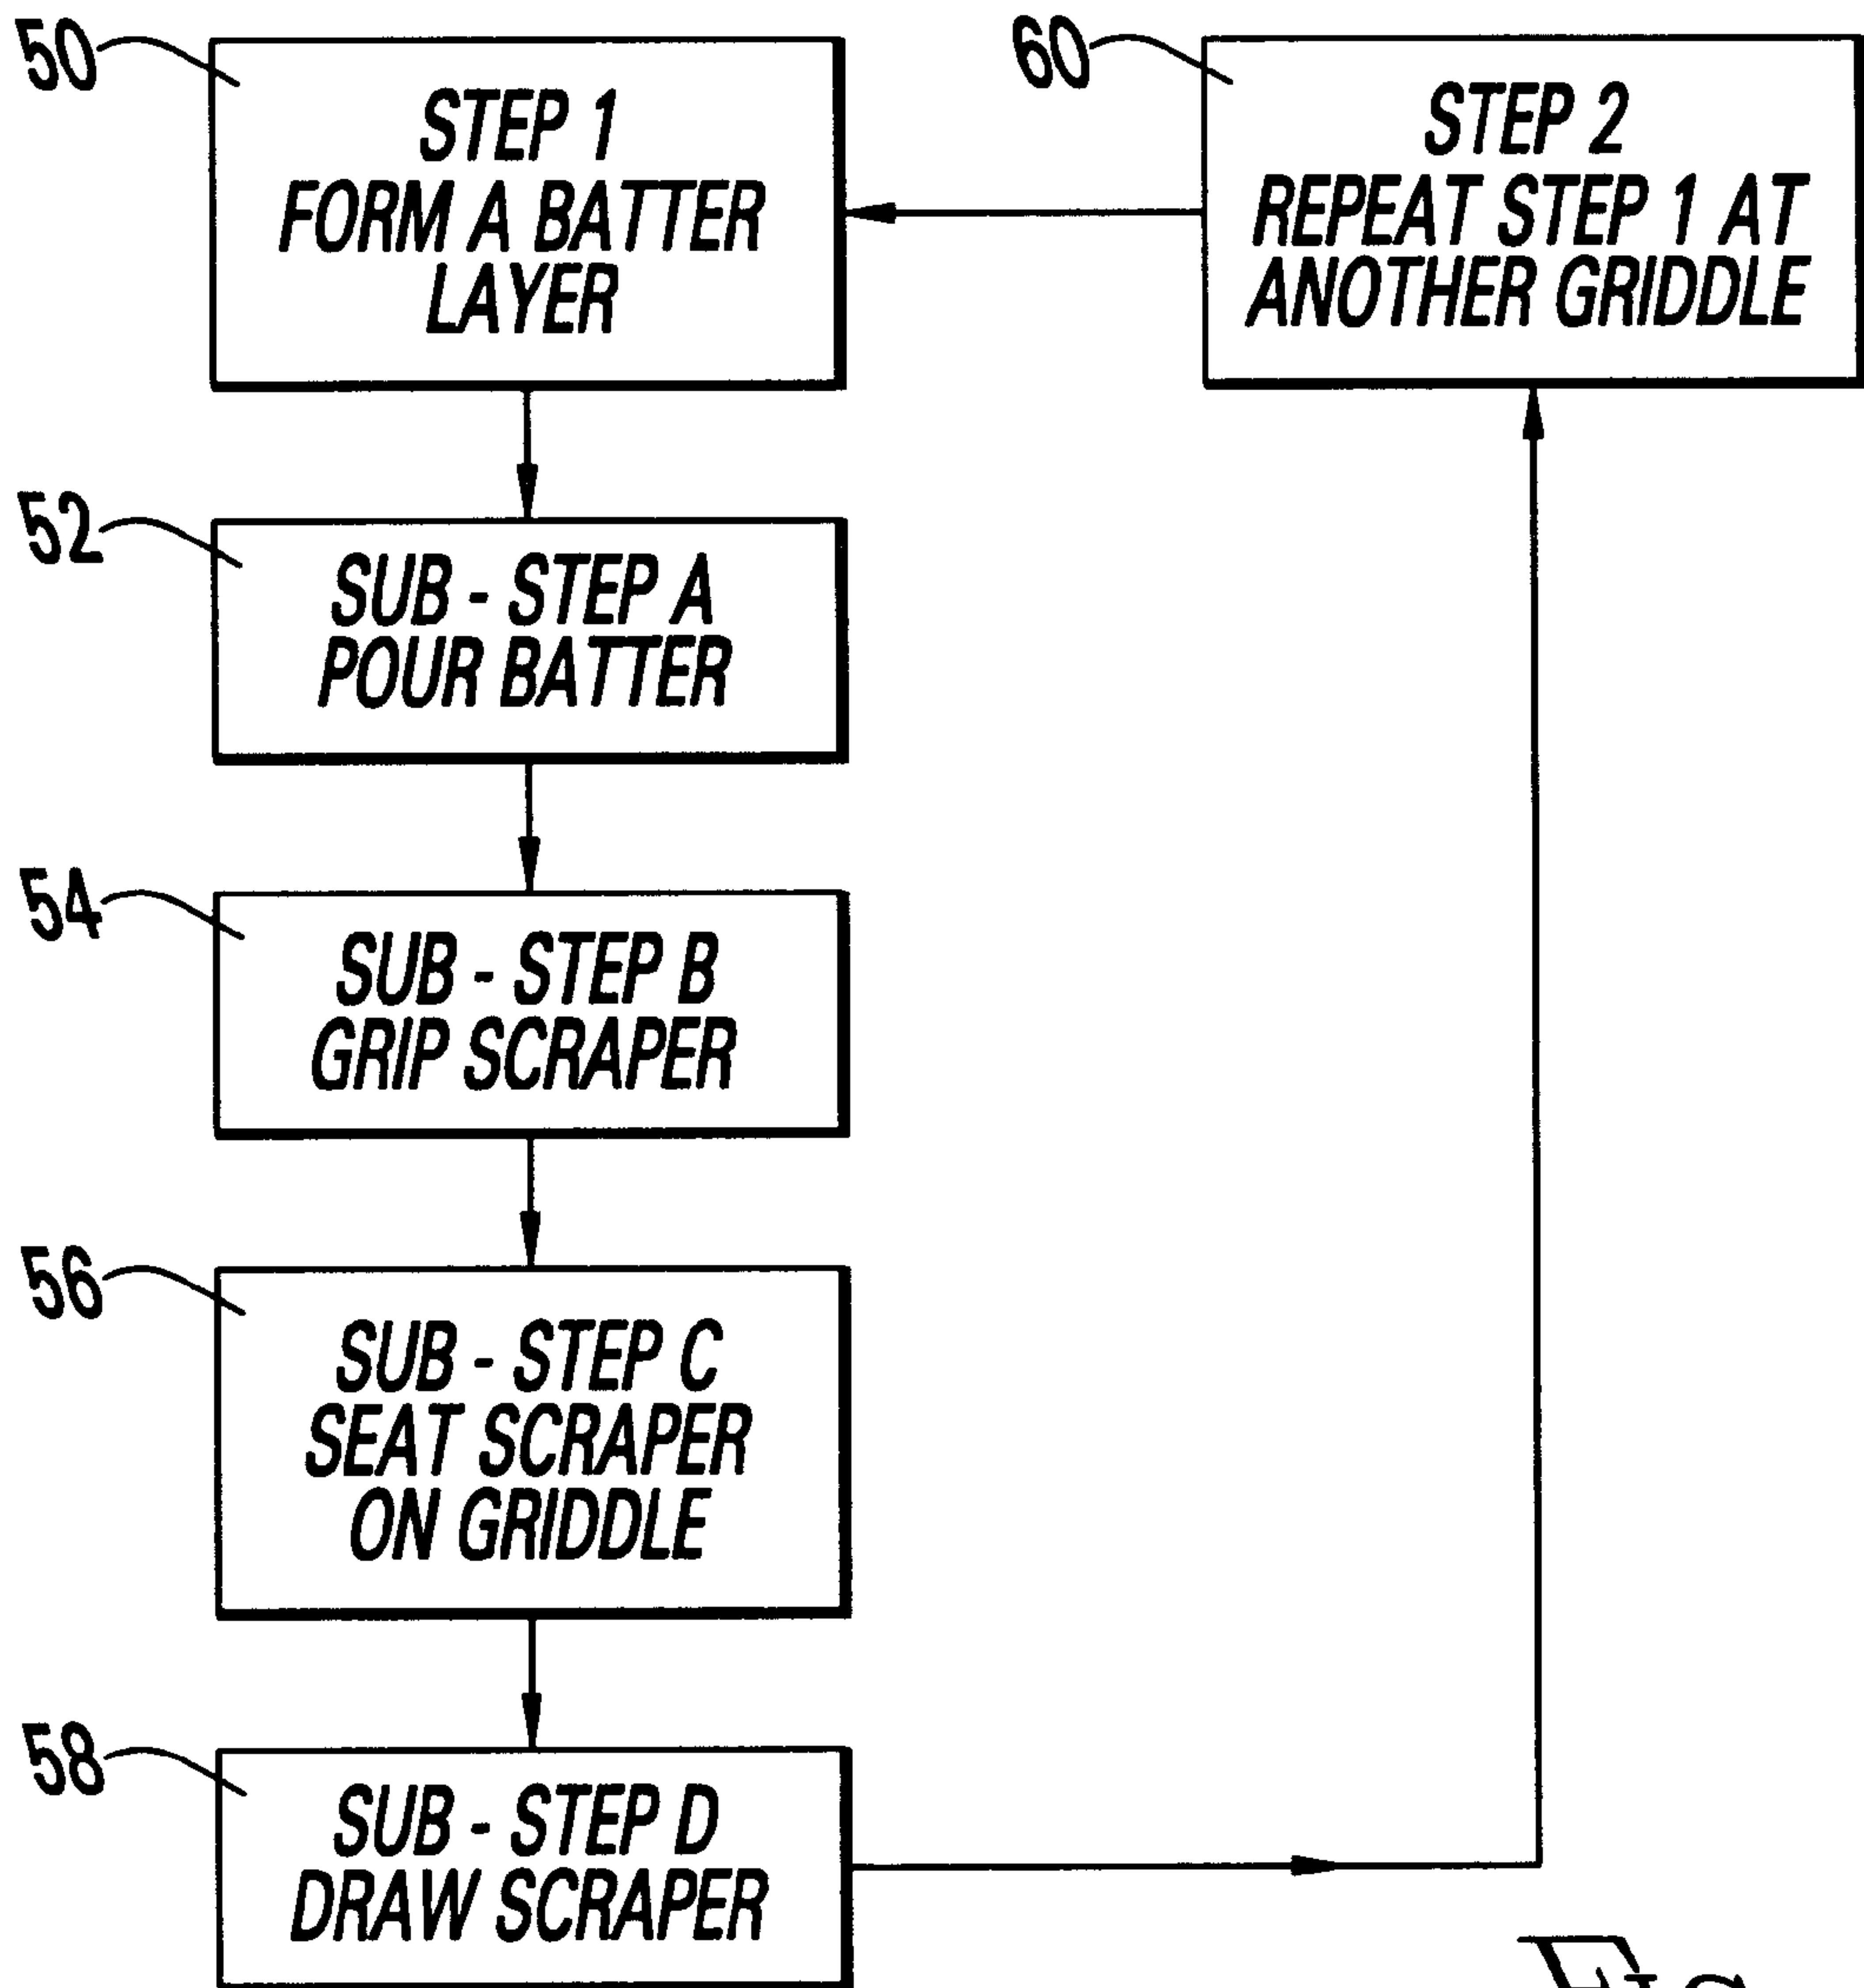 50
STEP 1
FORM A BATTER
LAYER
60
STEP 2
REPEAT STEP 1 AT
ANOTHER GRIDDLE
52
SUB - STEP A
POUR BATTER
54
SUB - STEP B
GRIP SCRAPER
56
SUB - STEP C
SEAT SCRAPER
ON GRIDDLE
58
SUB - STEP D
DRAW SCRAPER